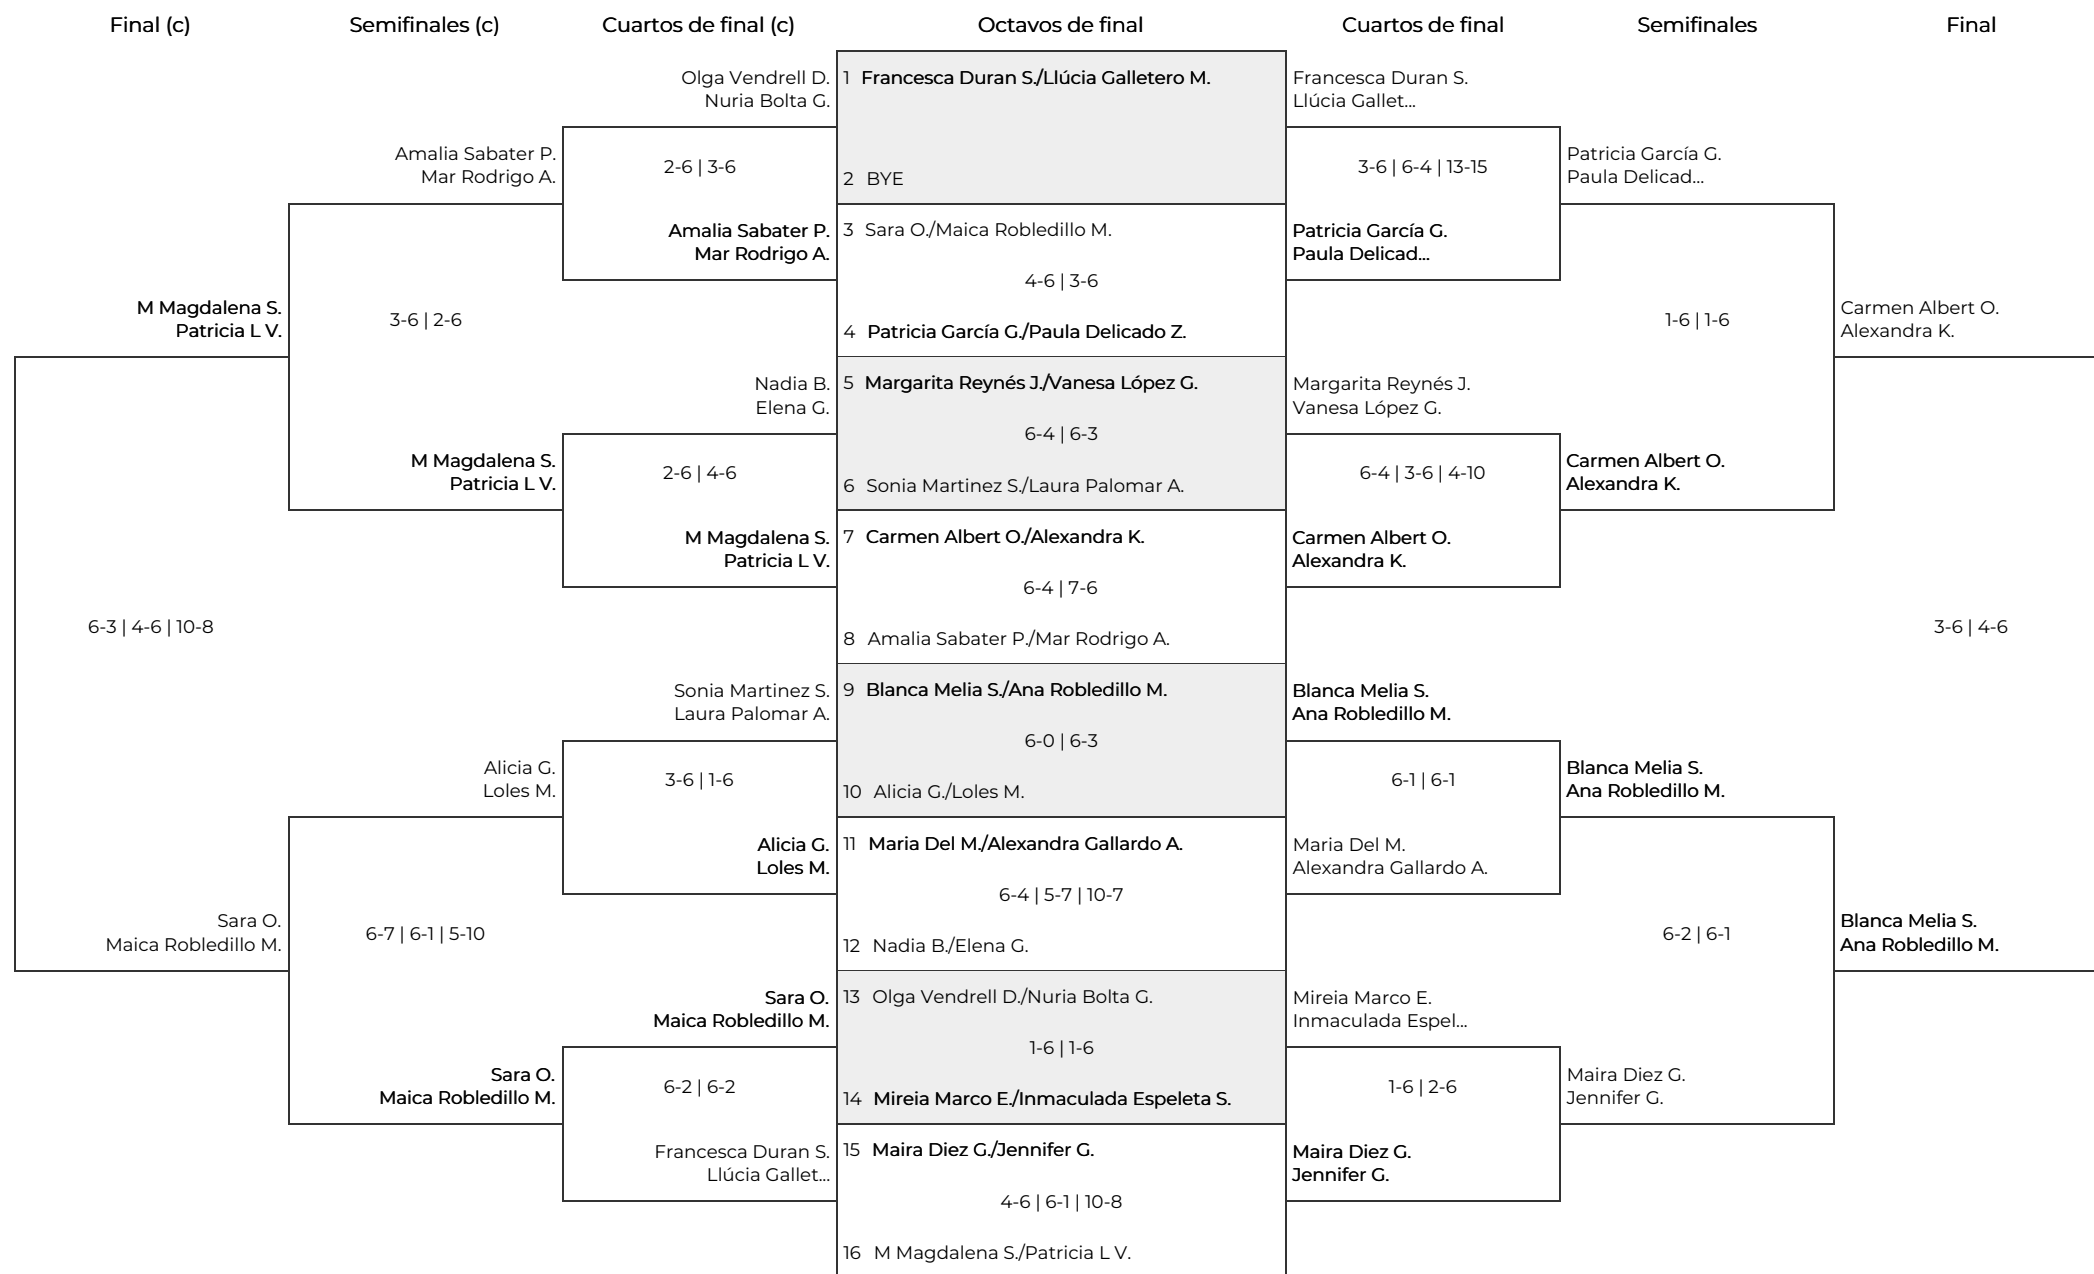 Final (c)
Semifinales (c)
Cuartos de final (c)
Octavos de final
Cuartos de final
Semifinales
Final
M Magdalena S.
Patricia L V.
6-3 | 4-6 | 10-8
Sara O.
Maica Robledillo M.
Amalia Sabater P.
Mar Rodrigo A.
3-6 | 2-6
M Magdalena S.
Patricia L V.
Alicia G.
Loles M.
6-7 | 6-1 | 5-10
Sara O.
Maica Robledillo M.
Olga Vendrell D.
Nuria Bolta G.
2-6 | 3-6
Amalia Sabater P.
Mar Rodrigo A.
Nadia B.
Elena G.
2-6 | 4-6
M Magdalena S.
Patricia L V.
Sonia Martinez S.
Laura Palomar A.
3-6 | 1-6
Alicia G.
Loles M.
Sara O.
Maica Robledillo M.
6-2 | 6-2
Francesca Duran S.
Llúcia Gallet...
1 Francesca Duran S./Llúcia Galletero M.
2 BYE
3 Sara O./Maica Robledillo M.
4-6 | 3-6
4 Patricia García G./Paula Delicado Z.
5 Margarita Reynés J./Vanesa López G.
6-4 | 6-3
6 Sonia Martinez S./Laura Palomar A.
7 Carmen Albert O./Alexandra K.
6-4 | 7-6
8 Amalia Sabater P./Mar Rodrigo A.
9 Blanca Melia S./Ana Robledillo M.
6-0 | 6-3
10 Alicia G./Loles M.
11 Maria Del M./Alexandra Gallardo A.
6-4 | 5-7 | 10-7
12 Nadia B./Elena G.
13 Olga Vendrell D./Nuria Bolta G.
1-6 | 1-6
14 Mireia Marco E./Inmaculada Espeleta S.
15 Maira Diez G./Jennifer G.
4-6 | 6-1 | 10-8
16 M Magdalena S./Patricia L V.
Francesca Duran S.
Llúcia Gallet...
3-6 | 6-4 | 13-15
Patricia García G.
Paula Delicad...
Margarita Reynés J.
Vanesa López G.
6-4 | 3-6 | 4-10
Carmen Albert O.
Alexandra K.
Blanca Melia S.
Ana Robledillo M.
6-1 | 6-1
Maria Del M.
Alexandra Gallardo A.
Mireia Marco E.
Inmaculada Espel...
1-6 | 2-6
Maira Diez G.
Jennifer G.
Patricia García G.
Paula Delicad...
1-6 | 1-6
Carmen Albert O.
Alexandra K.
Blanca Melia S.
Ana Robledillo M.
6-2 | 6-1
Maira Diez G.
Jennifer G.
Carmen Albert O.
Alexandra K.
3-6 | 4-6
Blanca Melia S.
Ana Robledillo M.